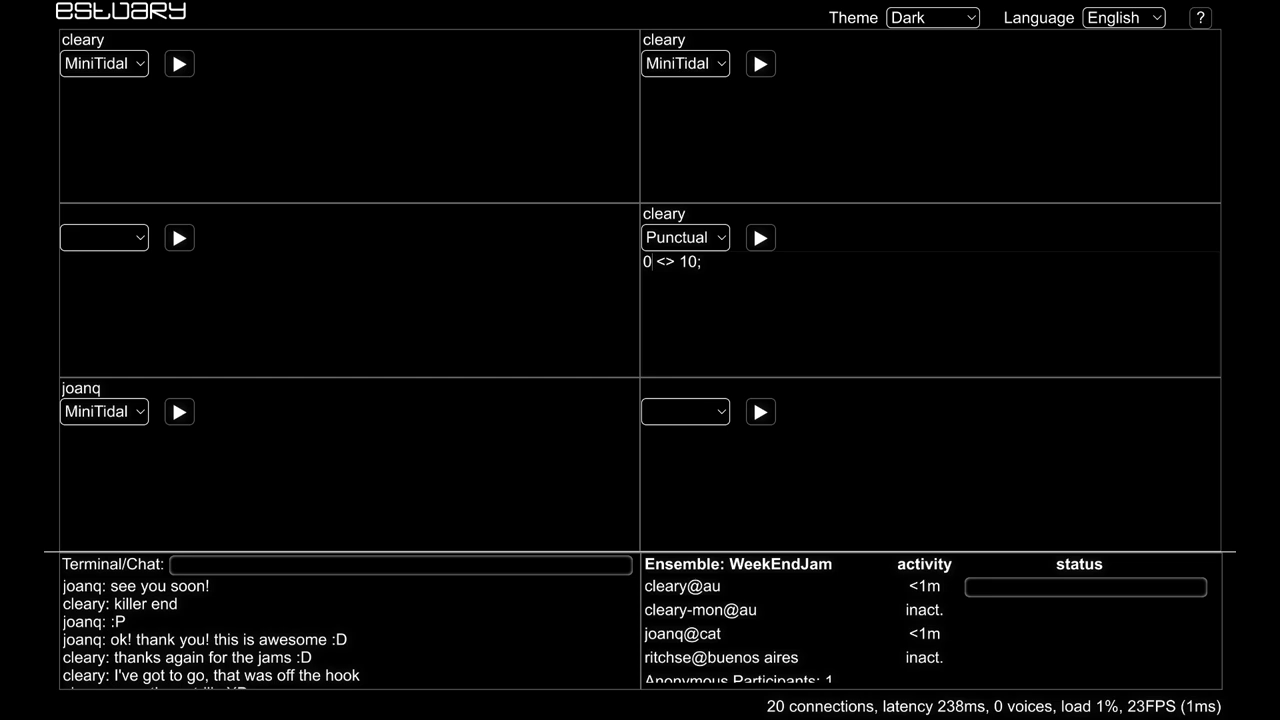 estuary
Theme Dark Language English ?
cleary
MiniTidal
cleary
MiniTidal
cleary
Punctual
0 <> 10;
joanq
MiniTidal
Terminal/Chat:
joanq: see you soon!
cleary: killer end
joanq: :P
joanq: ok! thank you! this is awesome :D
cleary: thanks again for the jams :D
cleary: I've got to go, that was off the hook
Ensemble: WeekEndJam activity status
cleary@au <1m
cleary-mon@au inact.
joanq@cat <1m
ritchse@buenos aires inact.
Anonymous Participants: 1
20 connections, latency 238ms, 0 voices, load 1%, 23FPS (1ms)